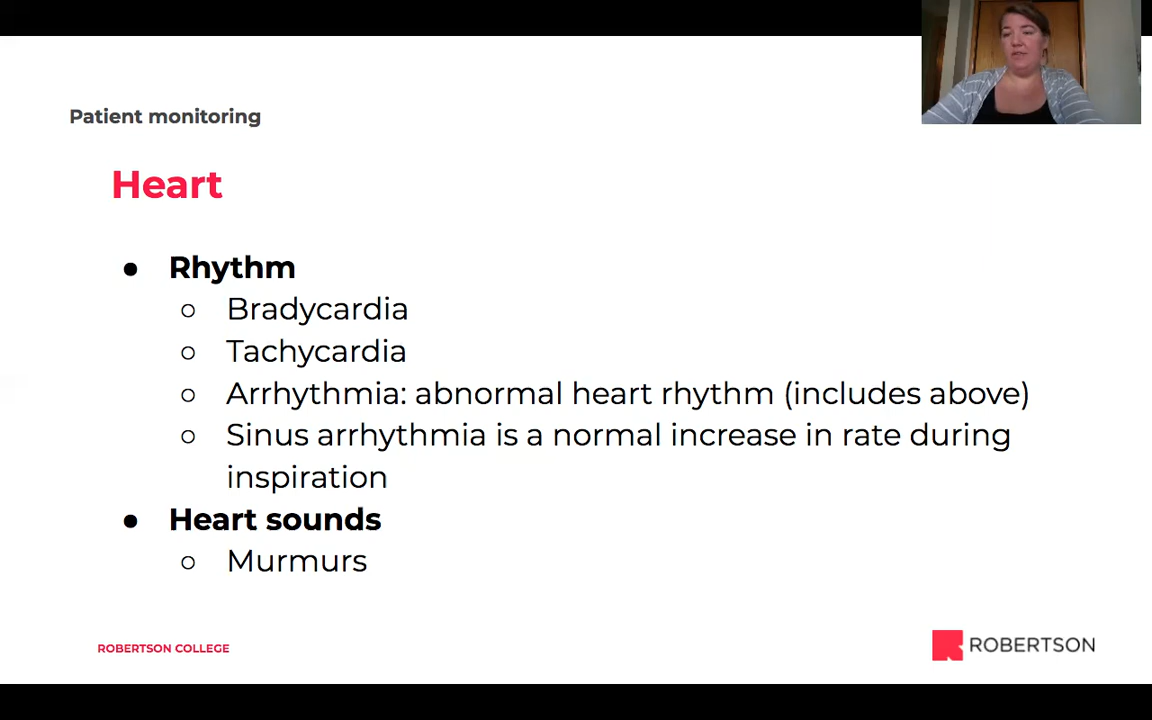 Patient monitoring
Heart
● Rhythm
○ Bradycardia
○ Tachycardia
○ Arrhythmia: abnormal heart rhythm (includes above)
○ Sinus arrhythmia is a normal increase in rate during
inspiration
● Heart sounds
○ Murmurs
ROBERTSON COLLEGE
ROBERTSON